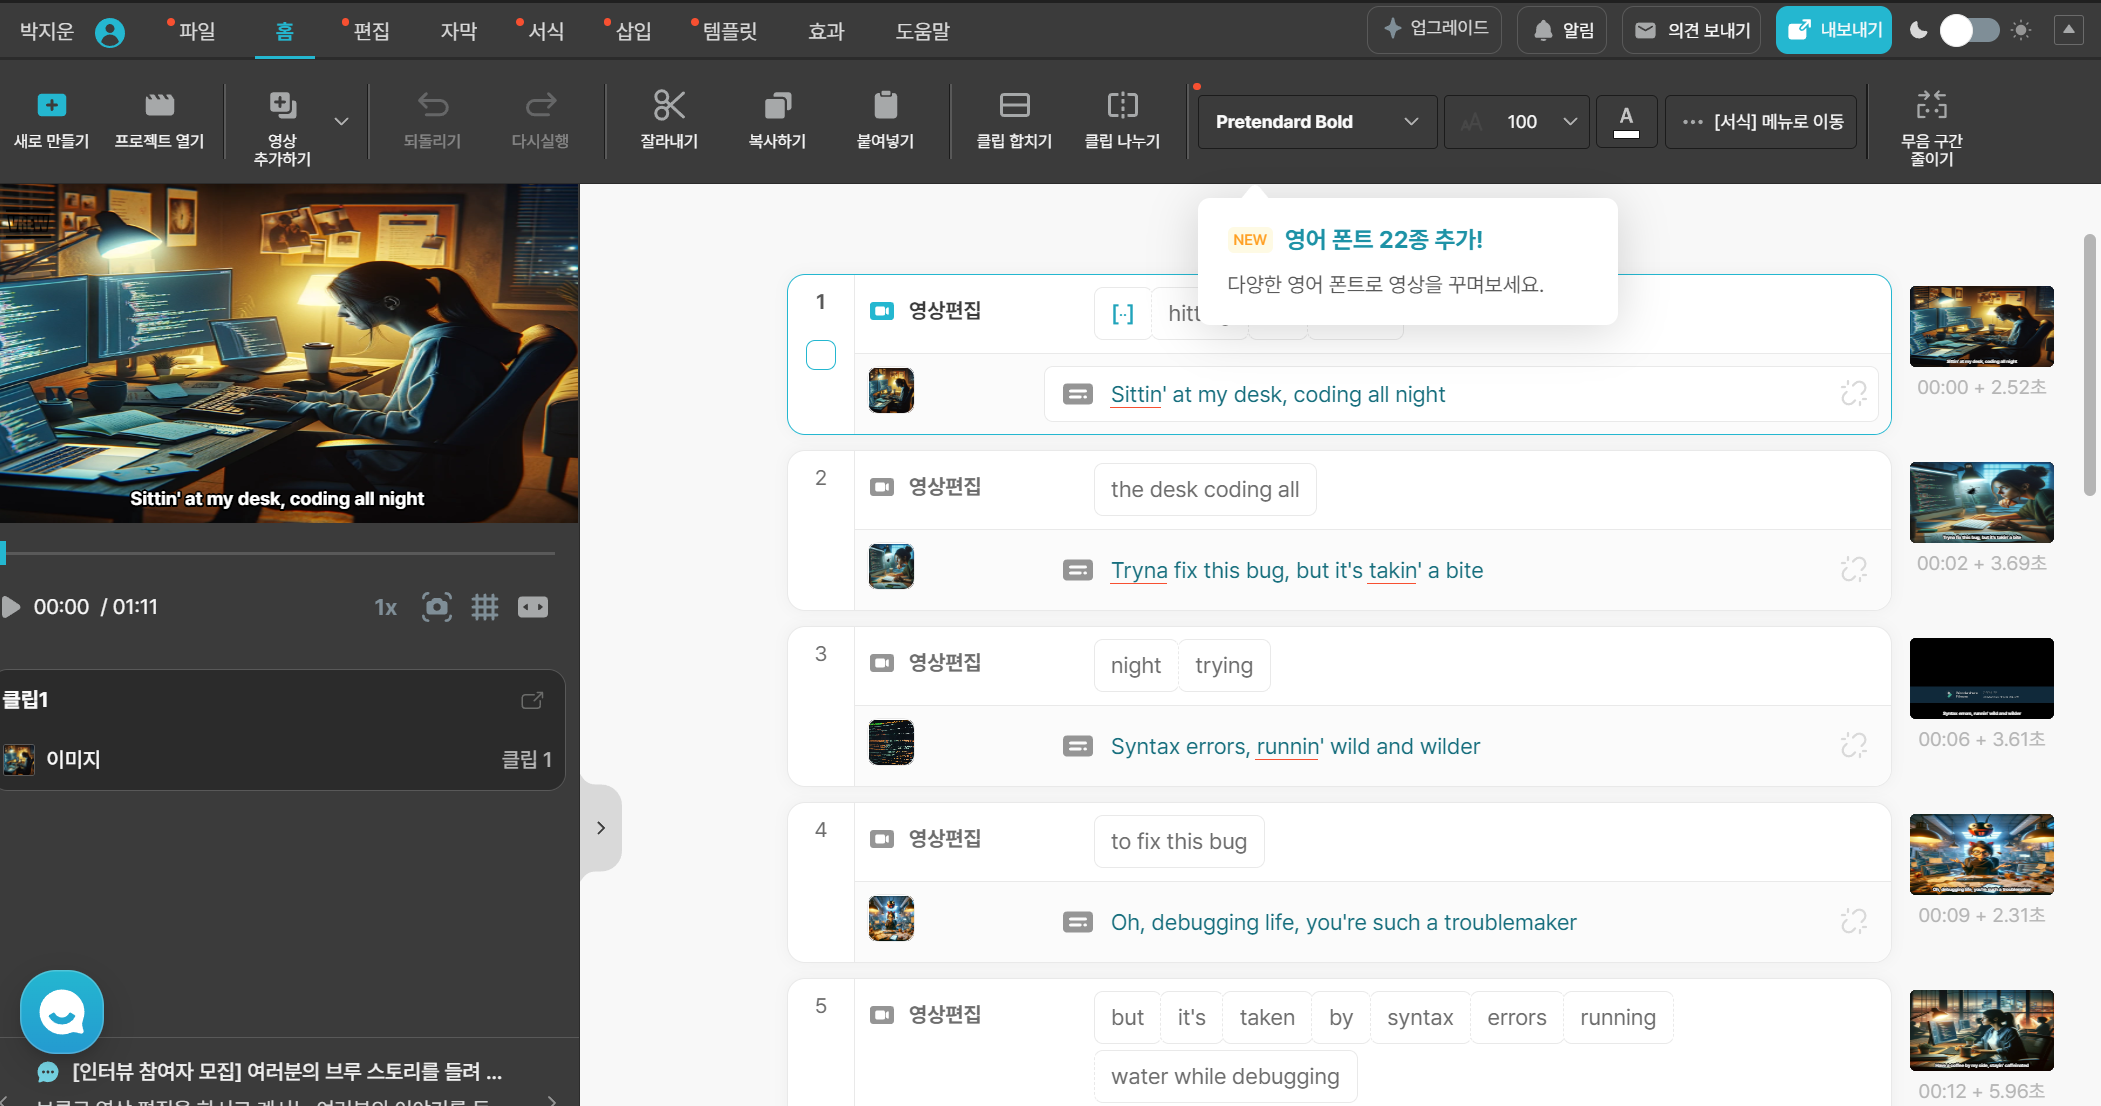 박지운 파일 홈 편집 자막 서식 삽입 템플릿 효과 도움말 업그레이드 알림 의견 보내기 내보내기
새로 만들기 프로젝트 열기 영상 추가하기 되돌리기 다시실행 잘라내기 복사하기 붙여넣기 클립 합치기 클립 나누기 Pretendard Bold 100 A ··· [서식] 메뉴로 이동 무음 구간 줄이기
NEW 영어 폰트 22종 추가!
다양한 영어 폰트로 영상을 꾸며보세요.
Sittin' at my desk, coding all night
00:00 / 01:11 1x
클립1
이미지 클립 1
[인터뷰 참여자 모집] 여러분의 브루 스토리를 들려 ...
1 영상편집 [··]
Sittin' at my desk, coding all night
00:00 + 2.52초
2 영상편집 the desk coding all
Tryna fix this bug, but it's takin' a bite
00:02 + 3.69초
3 영상편집 night trying
Syntax errors, runnin' wild and wilder
00:06 + 3.61초
4 영상편집 to fix this bug
Oh, debugging life, you're such a troublemaker
00:09 + 2.31초
5 영상편집 but it's taken by syntax errors running
water while debugging
00:12 + 5.96초